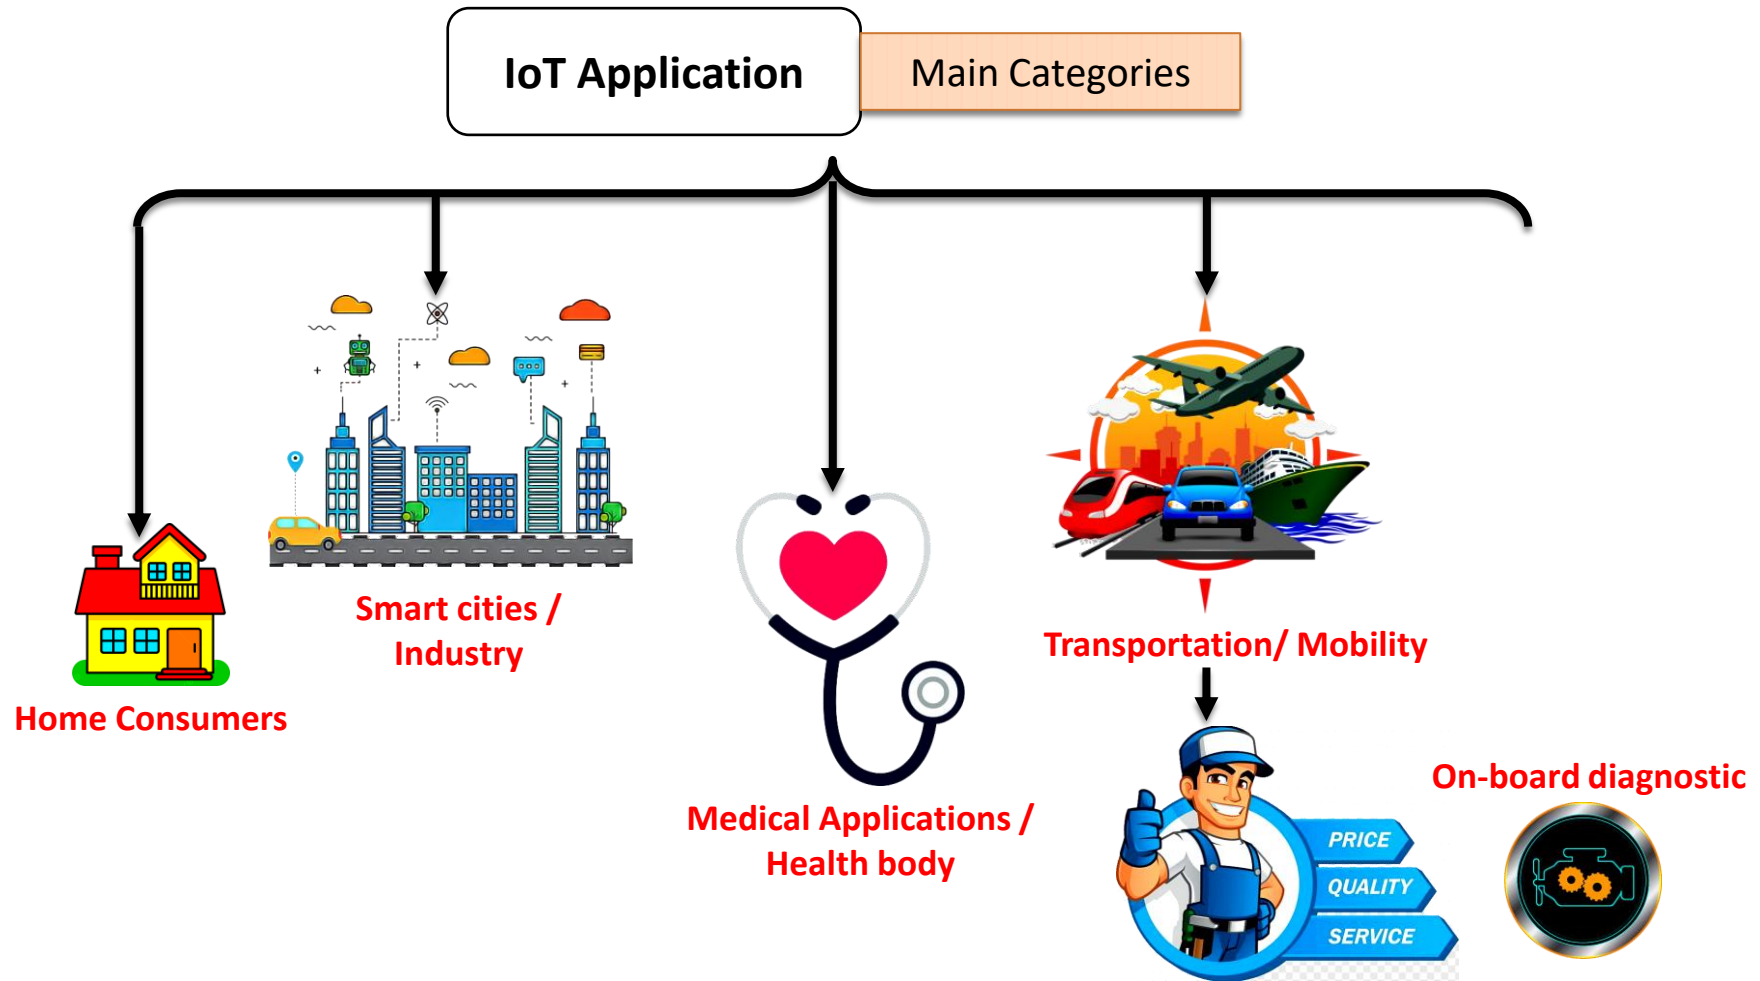 IoT Application
Main Categories
Smart cities /
Industry
Home Consumers
Medical Applications /
Health body
Transportation/ Mobility
On-board diagnostic
PRICE
QUALITY
SERVICE